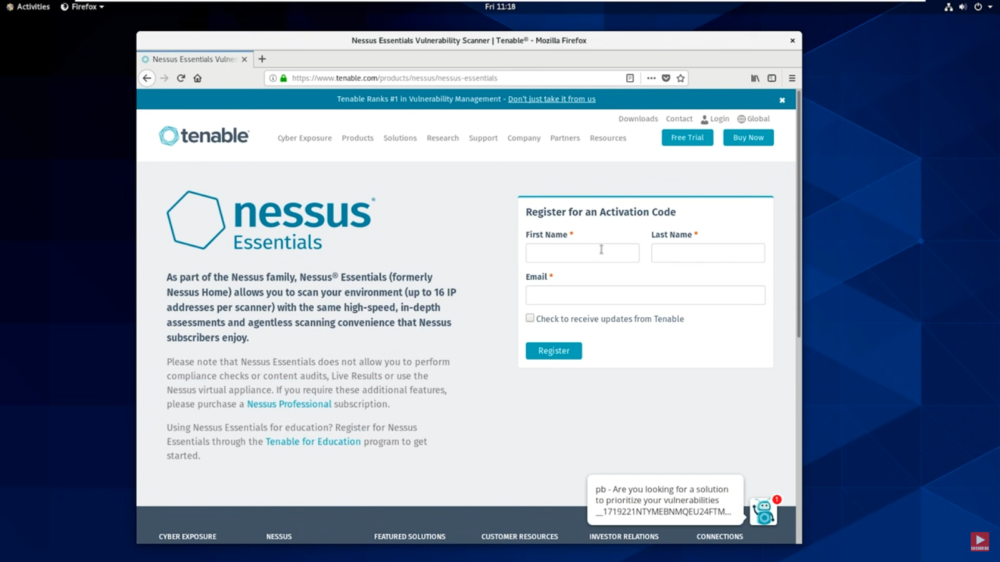 Activities
Firefox
Fri 11:18
Nessus Essentials Vulnerability Scanner | Tenable® - Mozilla Firefox
Nessus Essentials Vulner
https://www.tenable.com/products/nessus/nessus-essentials
Tenable Ranks #1 in Vulnerability Management - Don't just take it from us
Downloads Contact Login Global
tenable
Cyber Exposure Products Solutions Research Support Company Partners Resources
Free Trial
Buy Now
nessus
Essentials
As part of the Nessus family, Nessus® Essentials (formerly
Nessus Home) allows you to scan your environment (up to 16 IP
addresses per scanner) with the same high-speed, in-depth
assessments and agentless scanning convenience that Nessus
subscribers enjoy.
Please note that Nessus Essentials does not allow you to perform
compliance checks or content audits, Live Results or use the
Nessus virtual appliance. If you require these additional features,
please purchase a Nessus Professional subscription.
Using Nessus Essentials for education? Register for Nessus
Essentials through the Tenable for Education program to get
started.
Register for an Activation Code
First Name *
Last Name *
Email *
Check to receive updates from Tenable
Register
pb - Are you looking for a solution
to prioritize your vulnerabilities
__1719221NTYMEBNMQEU24FTM...
1
CYBER EXPOSURE NESSUS FEATURED SOLUTIONS CUSTOMER RESOURCES INVESTOR RELATIONS CONNECTIONS
SUBSCRIBE